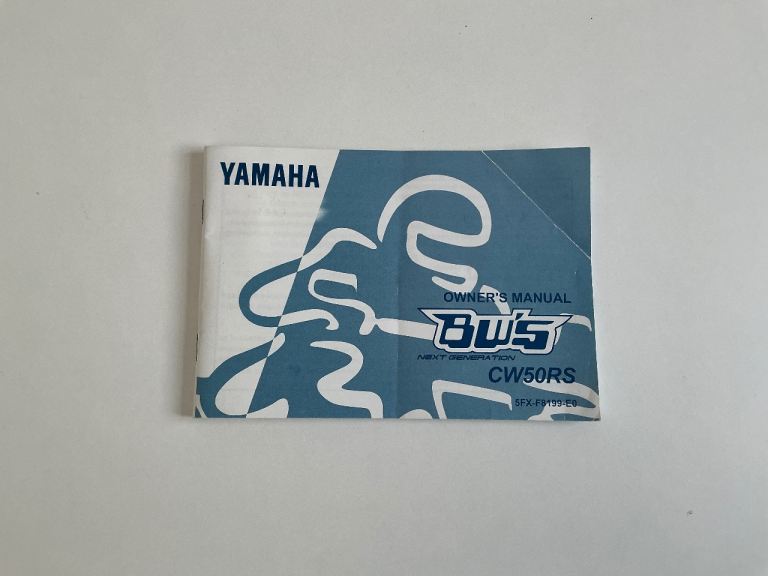 YAMAHA
OWNER'S MANUAL
BW'S
NEXT GENERATION
CW50RS
5FX-F8199-E0